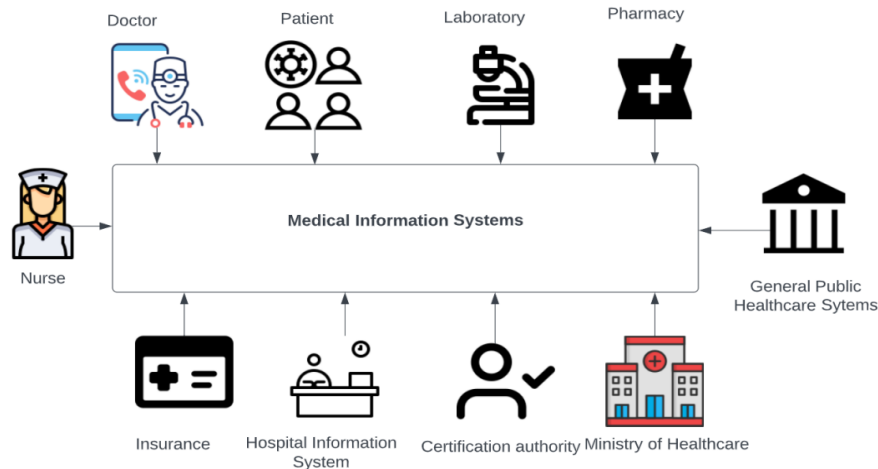 Doctor
Patient
Laboratory
Pharmacy
Medical Information Systems
Nurse
General Public
Healthcare Sytems
Insurance
Hospital Information
System
Certification authority
Ministry of Healthcare